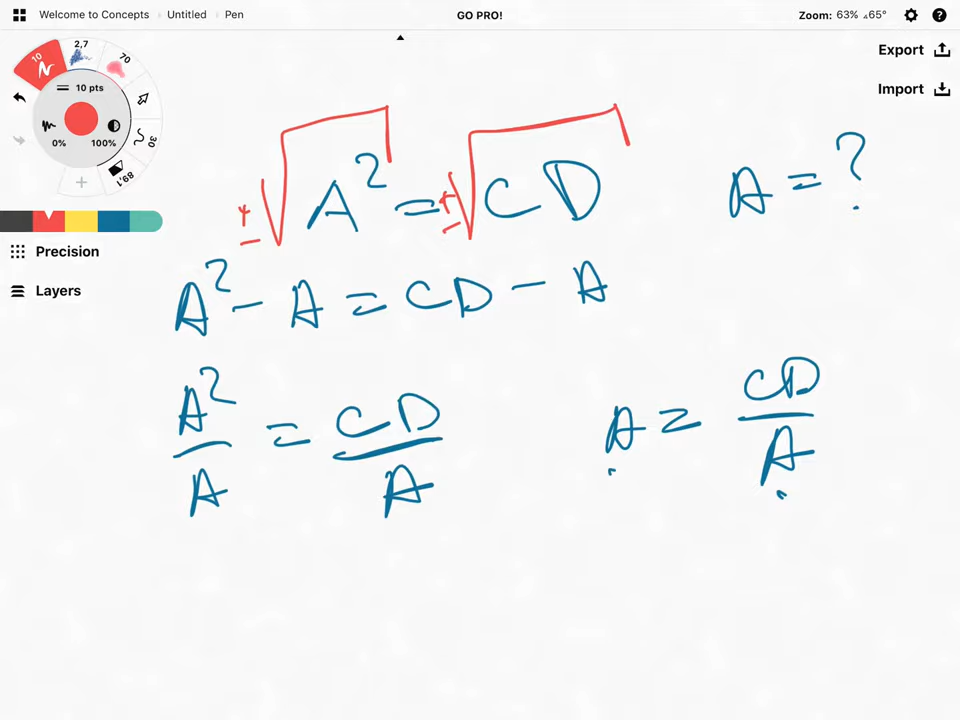 Welcome to Concepts › Untitled › Pen
GO PRO!
Zoom: 63% ⊿65°
Export
Import
10
2,7
70
10 pts
0%
100%
30
89,1
+
Precision
Layers
±√A² = ±√CD
A = ?
A² - A = CD - A
A²/A = CD/A
A = CD/A